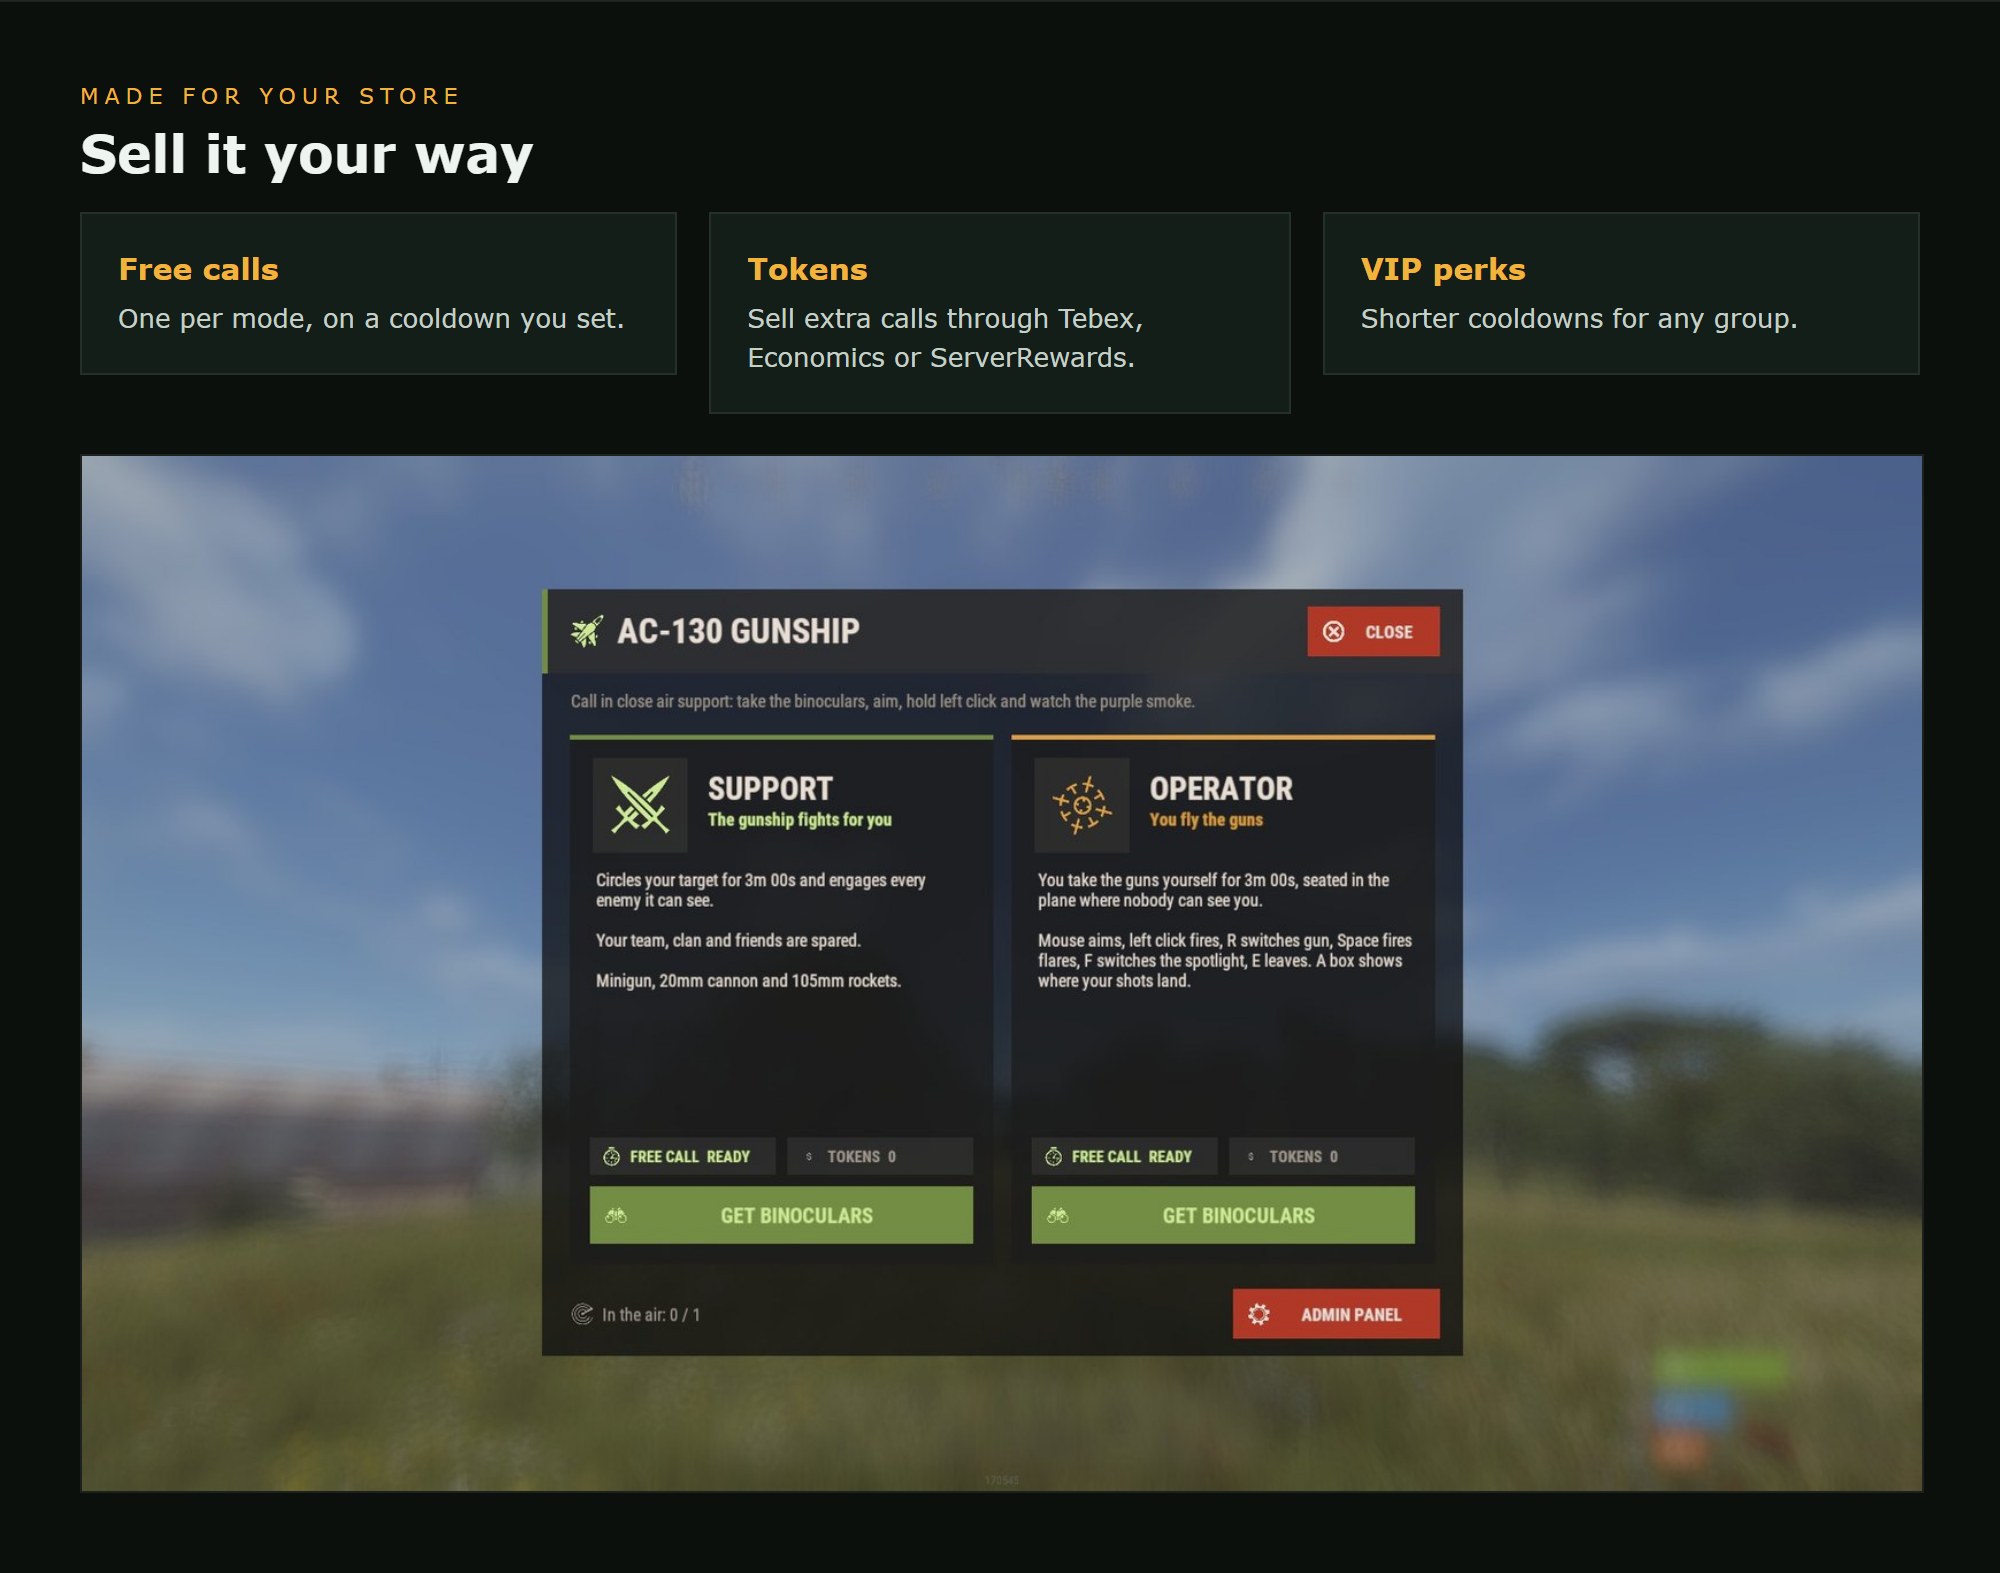 MADE FOR YOUR STORE
Sell it your way
Free calls
One per mode, on a cooldown you set.
Tokens
Sell extra calls through Tebex,
Economics or ServerRewards.
VIP perks
Shorter cooldowns for any group.
AC-130 GUNSHIP
CLOSE
Call in close air support: take the binoculars, aim, hold left click and watch the purple smoke.
SUPPORT
The gunship fights for you
Circles your target for 3m 00s and engages every
enemy it can see.
Your team, clan and friends are spared.
Minigun, 20mm cannon and 105mm rockets.
FREE CALL READY
TOKENS 0
GET BINOCULARS
OPERATOR
You fly the guns
You take the guns yourself for 3m 00s, seated in the
plane where nobody can see you.
Mouse aims, left click fires, R switches gun, Space fires
flares, F switches the spotlight, E leaves. A box shows
where your shots land.
FREE CALL READY
TOKENS 0
GET BINOCULARS
In the air: 0 / 1
ADMIN PANEL